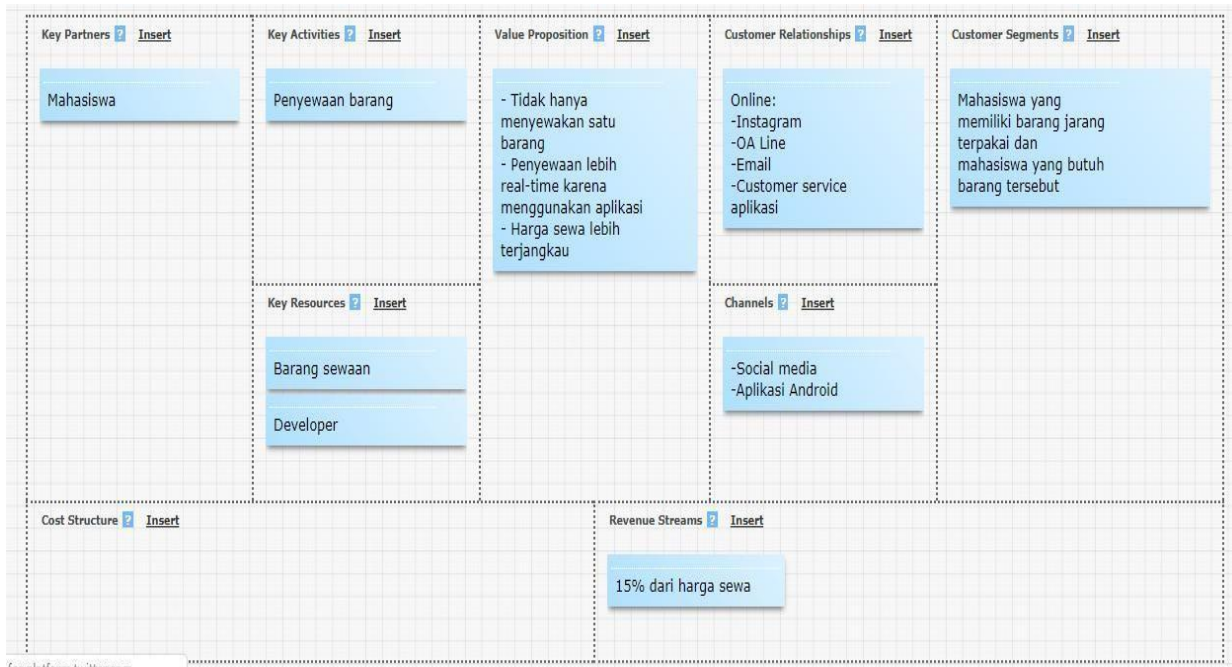 Key Partners ? Insert
Mahasiswa
Key Activities ? Insert
Penyewaan barang
Key Resources ? Insert
Barang sewaan
Developer
Value Proposition ? Insert
- Tidak hanya
menyewakan satu
barang
- Penyewaan lebih
real-time karena
menggunakan aplikasi
- Harga sewa lebih
terjangkau
Customer Relationships ? Insert
Online:
-Instagram
-OA Line
-Email
-Customer service
aplikasi
Channels ? Insert
-Social media
-Aplikasi Android
Customer Segments ? Insert
Mahasiswa yang
memiliki barang jarang
terpakai dan
mahasiswa yang butuh
barang tersebut
Cost Structure ? Insert
Revenue Streams ? Insert
15% dari harga sewa